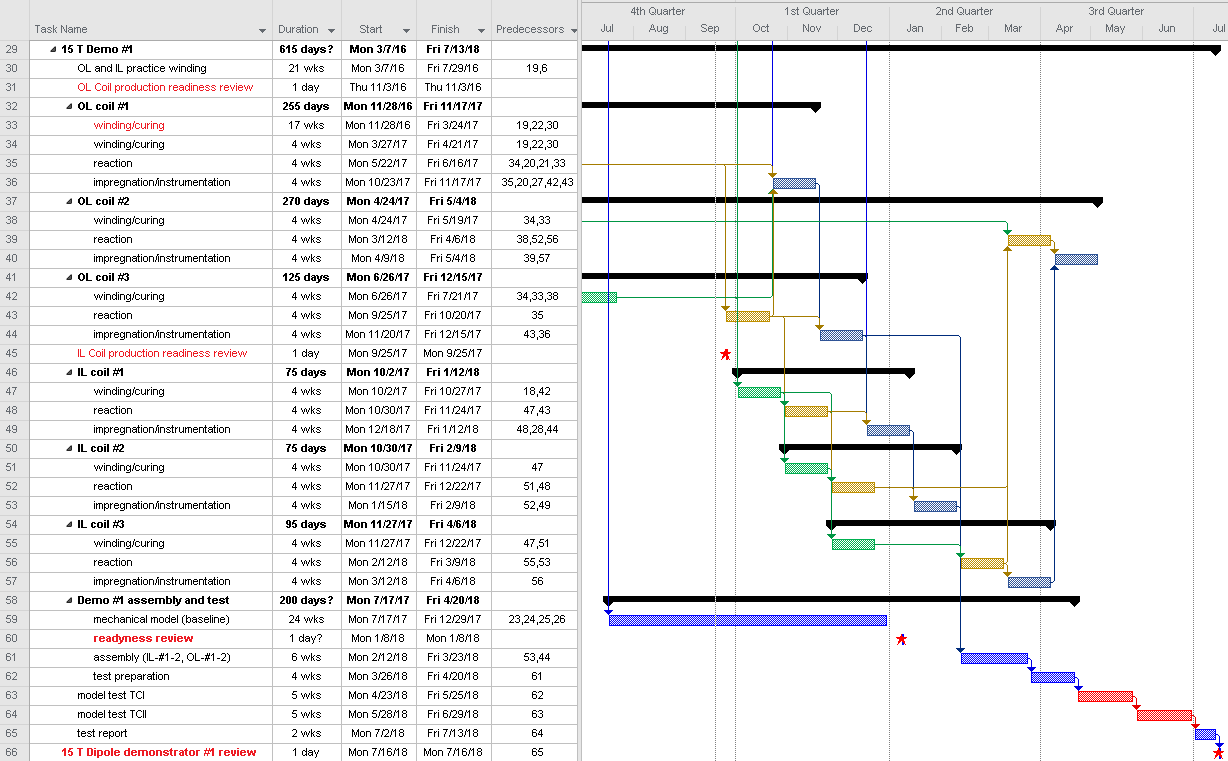 4th Quarter 1st Quarter 2nd Quarter 3rd Quarter
Task Name Duration Start Finish Predecessors Jul Aug Sep Oct Nov Dec Jan Feb Mar Apr May Jun Ju
29 15 T Demo #1 615 days? Mon 3/7/16 Fri 7/13/18
30 OL and IL practice winding 21 wks Mon 3/7/16 Fri 7/29/16 19,6
31 OL Coil production readiness review 1 day Thu 11/3/16 Thu 11/3/16
32 OL coil #1 255 days Mon 11/28/16 Fri 11/17/17
33 winding/curing 17 wks Mon 11/28/16 Fri 3/24/17 19,22,30
34 winding/curing 4 wks Mon 3/27/17 Fri 4/21/17 19,22,30
35 reaction 4 wks Mon 5/22/17 Fri 6/16/17 34,20,21,33
36 impregnation/instrumentation 4 wks Mon 10/23/17 Fri 11/17/17 35,20,27,42,43
37 OL coil #2 270 days Mon 4/24/17 Fri 5/4/18
38 winding/curing 4 wks Mon 4/24/17 Fri 5/19/17 34,33
39 reaction 4 wks Mon 3/12/18 Fri 4/6/18 38,52,56
40 impregnation/instrumentation 4 wks Mon 4/9/18 Fri 5/4/18 39,57
41 OL coil #3 125 days Mon 6/26/17 Fri 12/15/17
42 winding/curing 4 wks Mon 6/26/17 Fri 7/21/17 34,33,38
43 reaction 4 wks Mon 9/25/17 Fri 10/20/17 35
44 impregnation/instrumentation 4 wks Mon 11/20/17 Fri 12/15/17 43,36
45 IL Coil production readiness review 1 day Mon 9/25/17 Mon 9/25/17
46 IL coil #1 75 days Mon 10/2/17 Fri 1/12/18
47 winding/curing 4 wks Mon 10/2/17 Fri 10/27/17 18,42
48 reaction 4 wks Mon 10/30/17 Fri 11/24/17 47,43
49 impregnation/instrumentation 4 wks Mon 12/18/17 Fri 1/12/18 48,28,44
50 IL coil #2 75 days Mon 10/30/17 Fri 2/9/18
51 winding/curing 4 wks Mon 10/30/17 Fri 11/24/17 47
52 reaction 4 wks Mon 11/27/17 Fri 12/22/17 51,48
53 impregnation/instrumentation 4 wks Mon 1/15/18 Fri 2/9/18 52,49
54 IL coil #3 95 days Mon 11/27/17 Fri 4/6/18
55 winding/curing 4 wks Mon 11/27/17 Fri 12/22/17 47,51
56 reaction 4 wks Mon 2/12/18 Fri 3/9/18 55,53
57 impregnation/instrumentation 4 wks Mon 3/12/18 Fri 4/6/18 56
58 Demo #1 assembly and test 200 days? Mon 7/17/17 Fri 4/20/18
59 mechanical model (baseline) 24 wks Mon 7/17/17 Fri 12/29/17 23,24,25,26
60 readyness review 1 day? Mon 1/8/18 Mon 1/8/18
61 assembly (IL-#1-2, OL-#1-2) 6 wks Mon 2/12/18 Fri 3/23/18 53,44
62 test preparation 4 wks Mon 3/26/18 Fri 4/20/18 61
63 model test TCI 5 wks Mon 4/23/18 Fri 5/25/18 62
64 model test TCII 5 wks Mon 5/28/18 Fri 6/29/18 63
65 test report 2 wks Mon 7/2/18 Fri 7/13/18 64
66 15 T Dipole demonstrator #1 review 1 day Mon 7/16/18 Mon 7/16/18 65